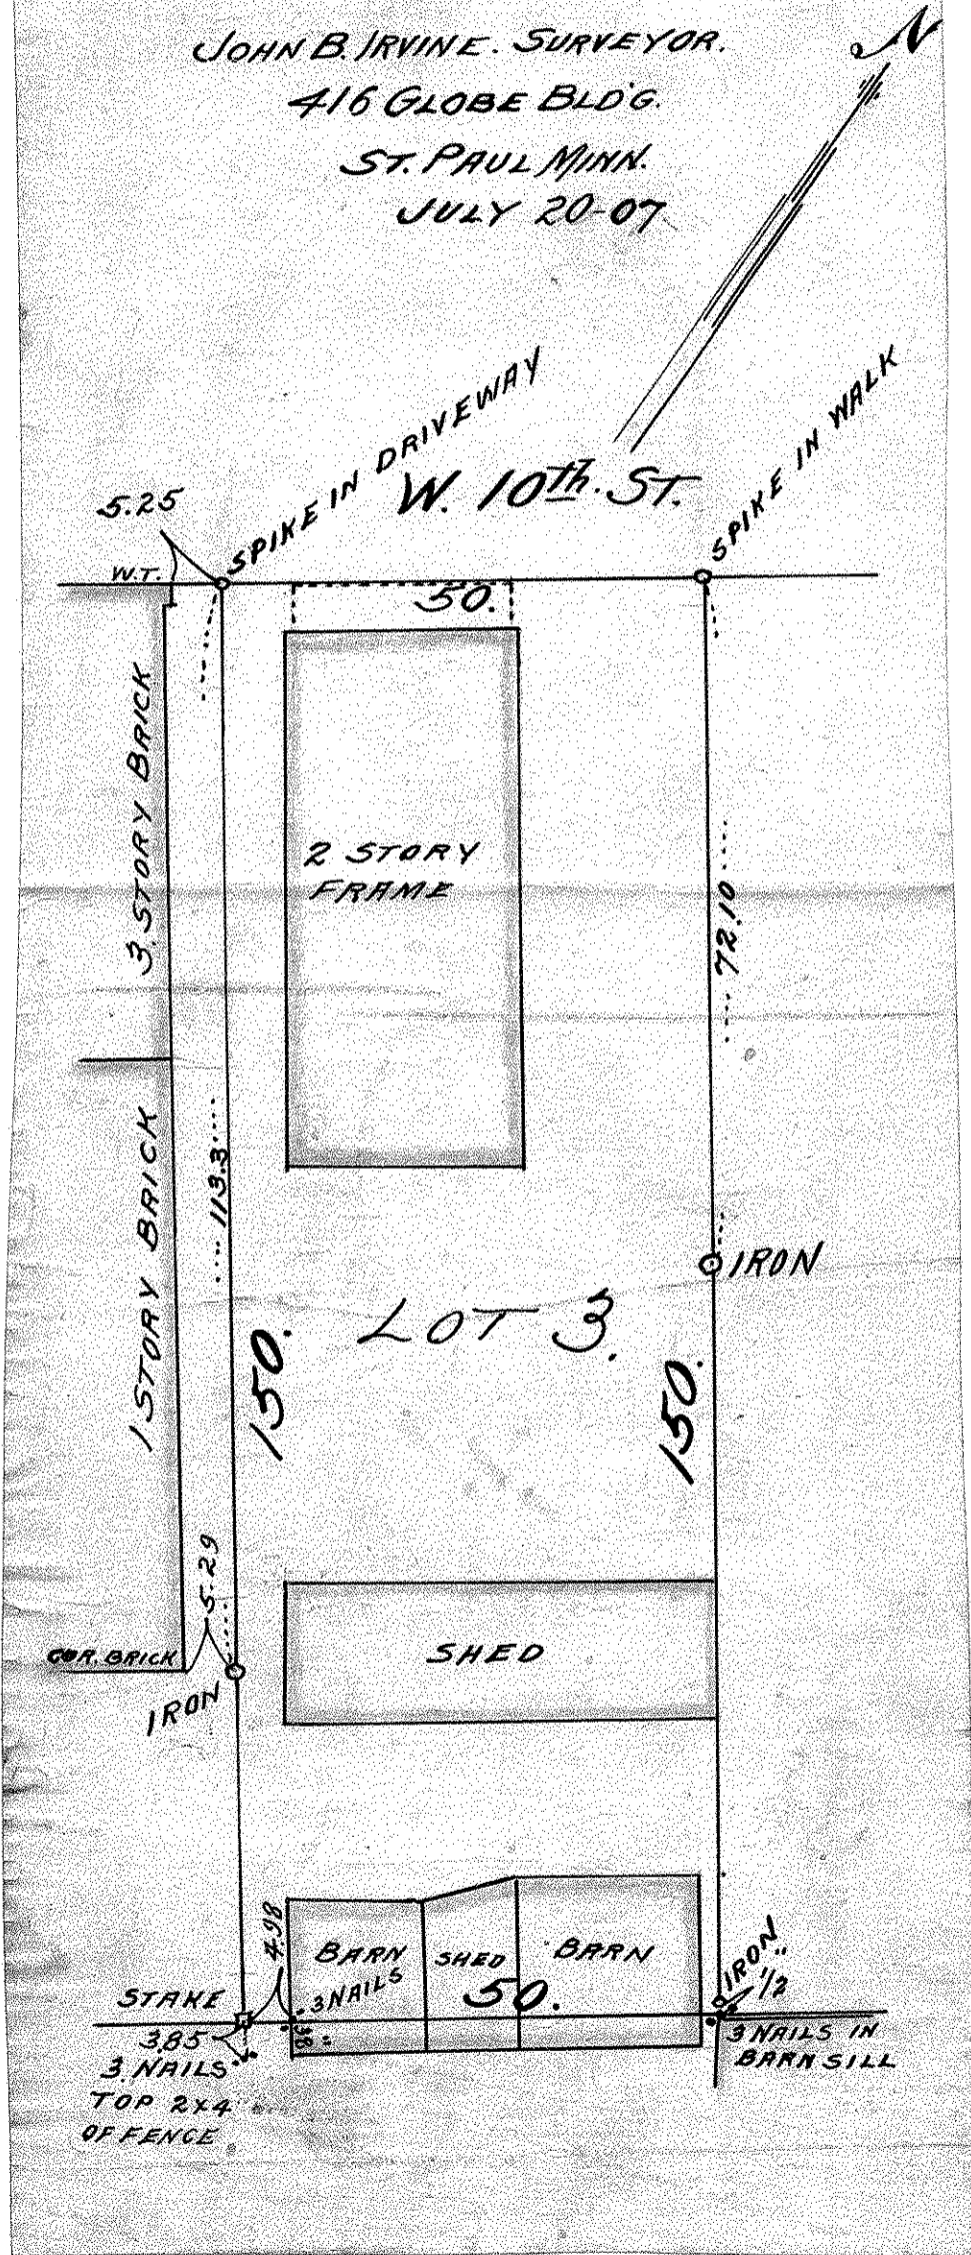 JOHN B. IRVINE. SURVEYOR.
416 GLOBE BLD'G.
ST. PAUL MINN.
JULY 20-07
N
SPIKE IN DRIVEWAY
SPIKE IN WALK
W. 10th. ST.
5.25
W.T.
50.
3. STORY BRICK
2 STORY
FRAME
72.10
1 STORY BRICK
113.3
IRON
LOT 3.
150.
150.
5.29
COR. BRICK
IRON
SHED
4.98
BARN
3 NAILS
SHED
BARN
50.
IRON
1/2"
STAKE
3.85
3. NAILS
TOP 2x4
OF FENCE
3 NAILS IN
BARN SILL